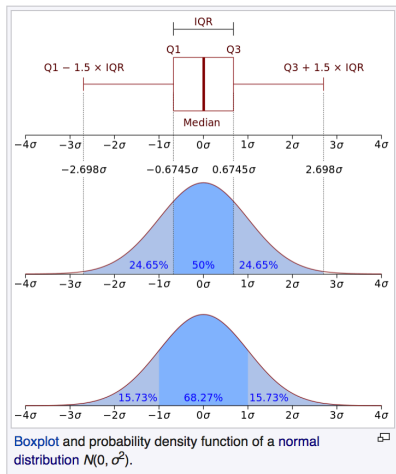 IQR
Q1 Q3
Q1 − 1.5 × IQR Q3 + 1.5 × IQR
Median
−4σ −3σ −2σ −1σ 0σ 1σ 2σ 3σ 4σ
−2.698σ −0.6745σ 0.6745σ 2.698σ
24.65% 50% 24.65%
−4σ −3σ −2σ −1σ 0σ 1σ 2σ 3σ 4σ
15.73% 68.27% 15.73%
−4σ −3σ −2σ −1σ 0σ 1σ 2σ 3σ 4σ
Boxplot and probability density function of a normal
distribution N(0, σ²).